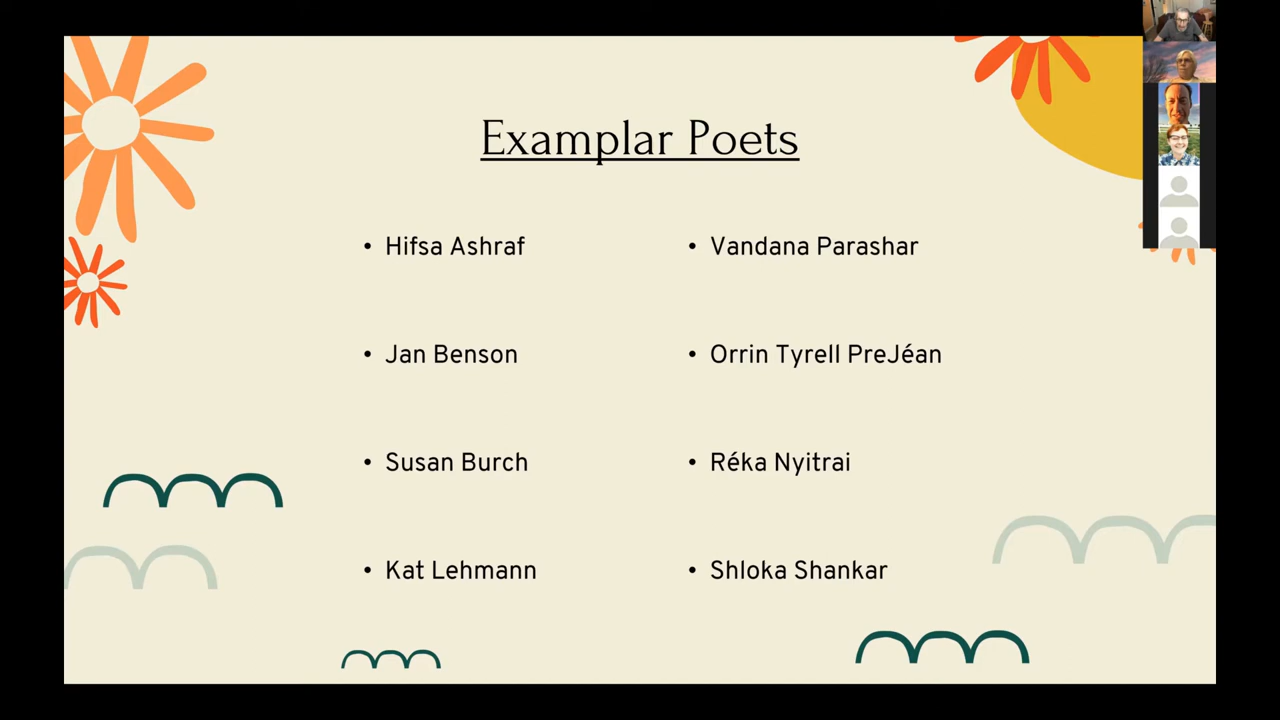 Examplar Poets
• Hifsa Ashraf
• Vandana Parashar
• Jan Benson
• Orrin Tyrell PreJéan
• Susan Burch
• Réka Nyitrai
• Kat Lehmann
• Shloka Shankar